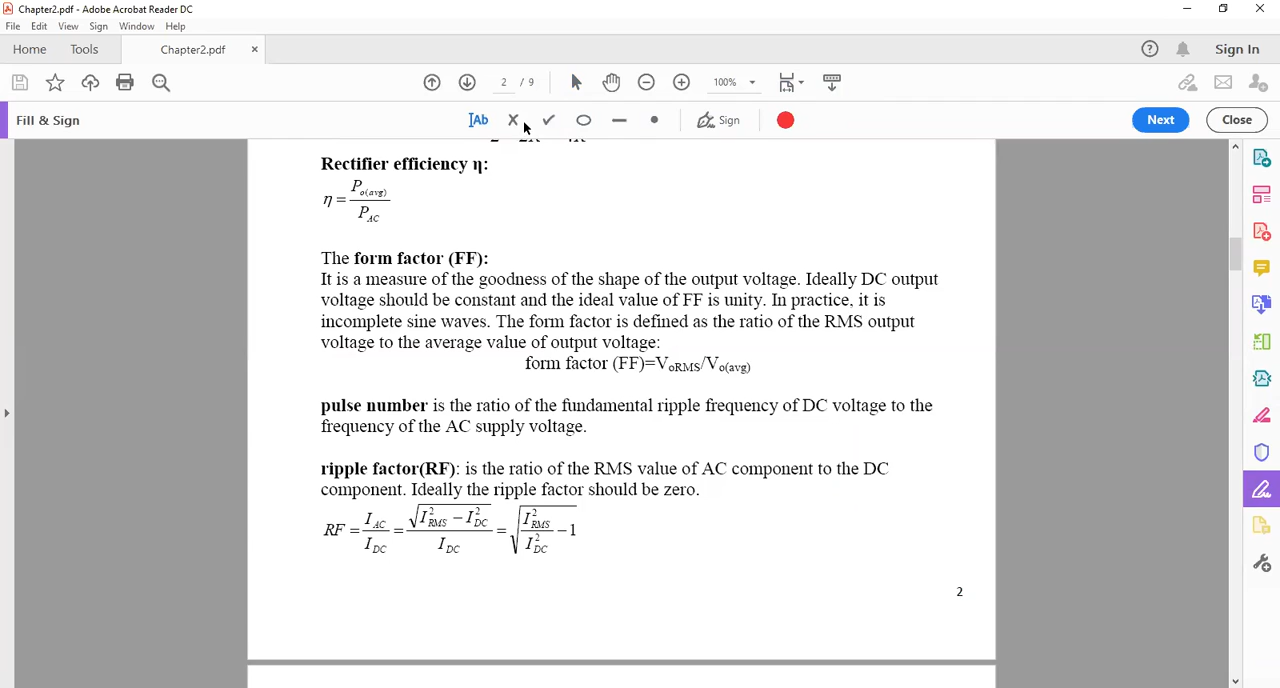 Chapter2.pdf - Adobe Acrobat Reader DC
File Edit View Sign Window Help
Home Tools Chapter2.pdf × Sign In
2 / 9 100%
Fill & Sign IAb Sign Next Close
Rectifier efficiency η:
η = P o(avg) / P AC
The form factor (FF):
It is a measure of the goodness of the shape of the output voltage. Ideally DC output
voltage should be constant and the ideal value of FF is unity. In practice, it is
incomplete sine waves. The form factor is defined as the ratio of the RMS output
voltage to the average value of output voltage:
form factor (FF)=VoRMS/Vo(avg)
pulse number is the ratio of the fundamental ripple frequency of DC voltage to the
frequency of the AC supply voltage.
ripple factor(RF): is the ratio of the RMS value of AC component to the DC
component. Ideally the ripple factor should be zero.
RF = I AC / I DC = √(I²RMS − I²DC) / I DC = √(I²RMS / I²DC − 1)
2